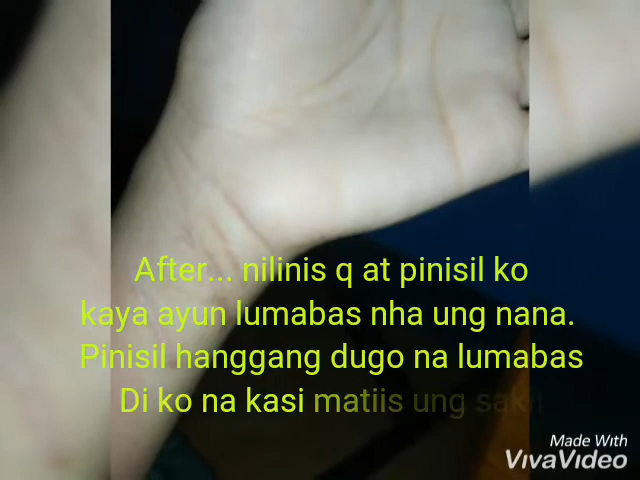 After... nilinis q at pinisil ko
kaya ayun lumabas nha ung nana.
Pinisil hanggang dugo na lumabas
Di ko na kasi matiis ung sakit
Made With
VivaVideo